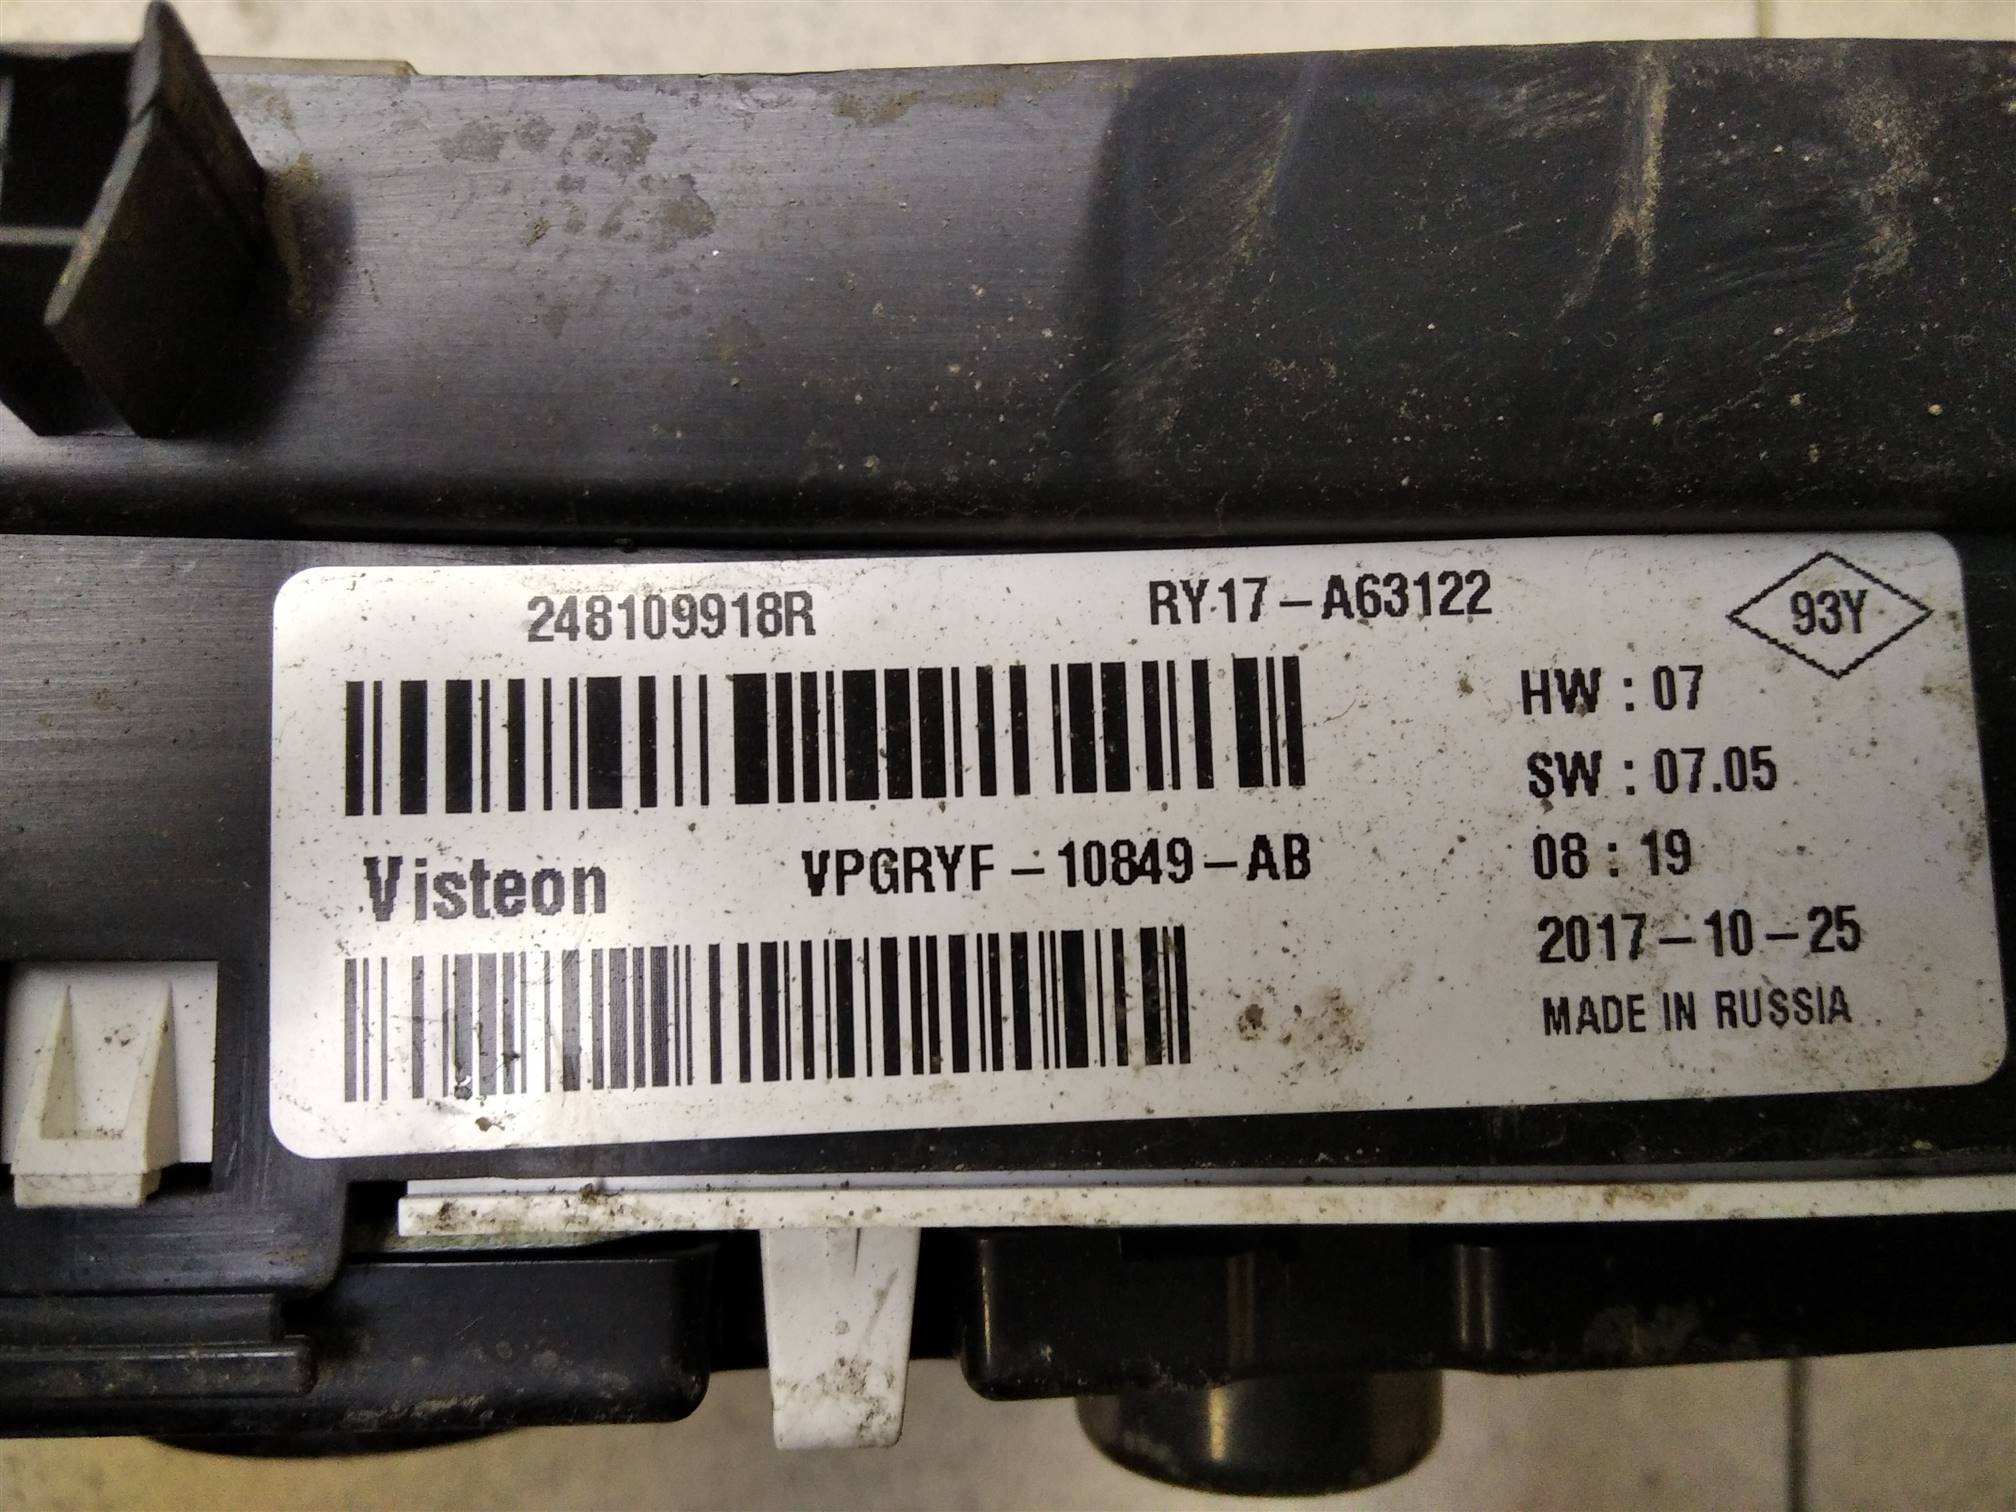 248109918R RY17-A63122 93Y
HW : 07
SW : 07.05
Visteon VPGRYF-10849-AB 08 : 19
2017-10-25
MADE IN RUSSIA